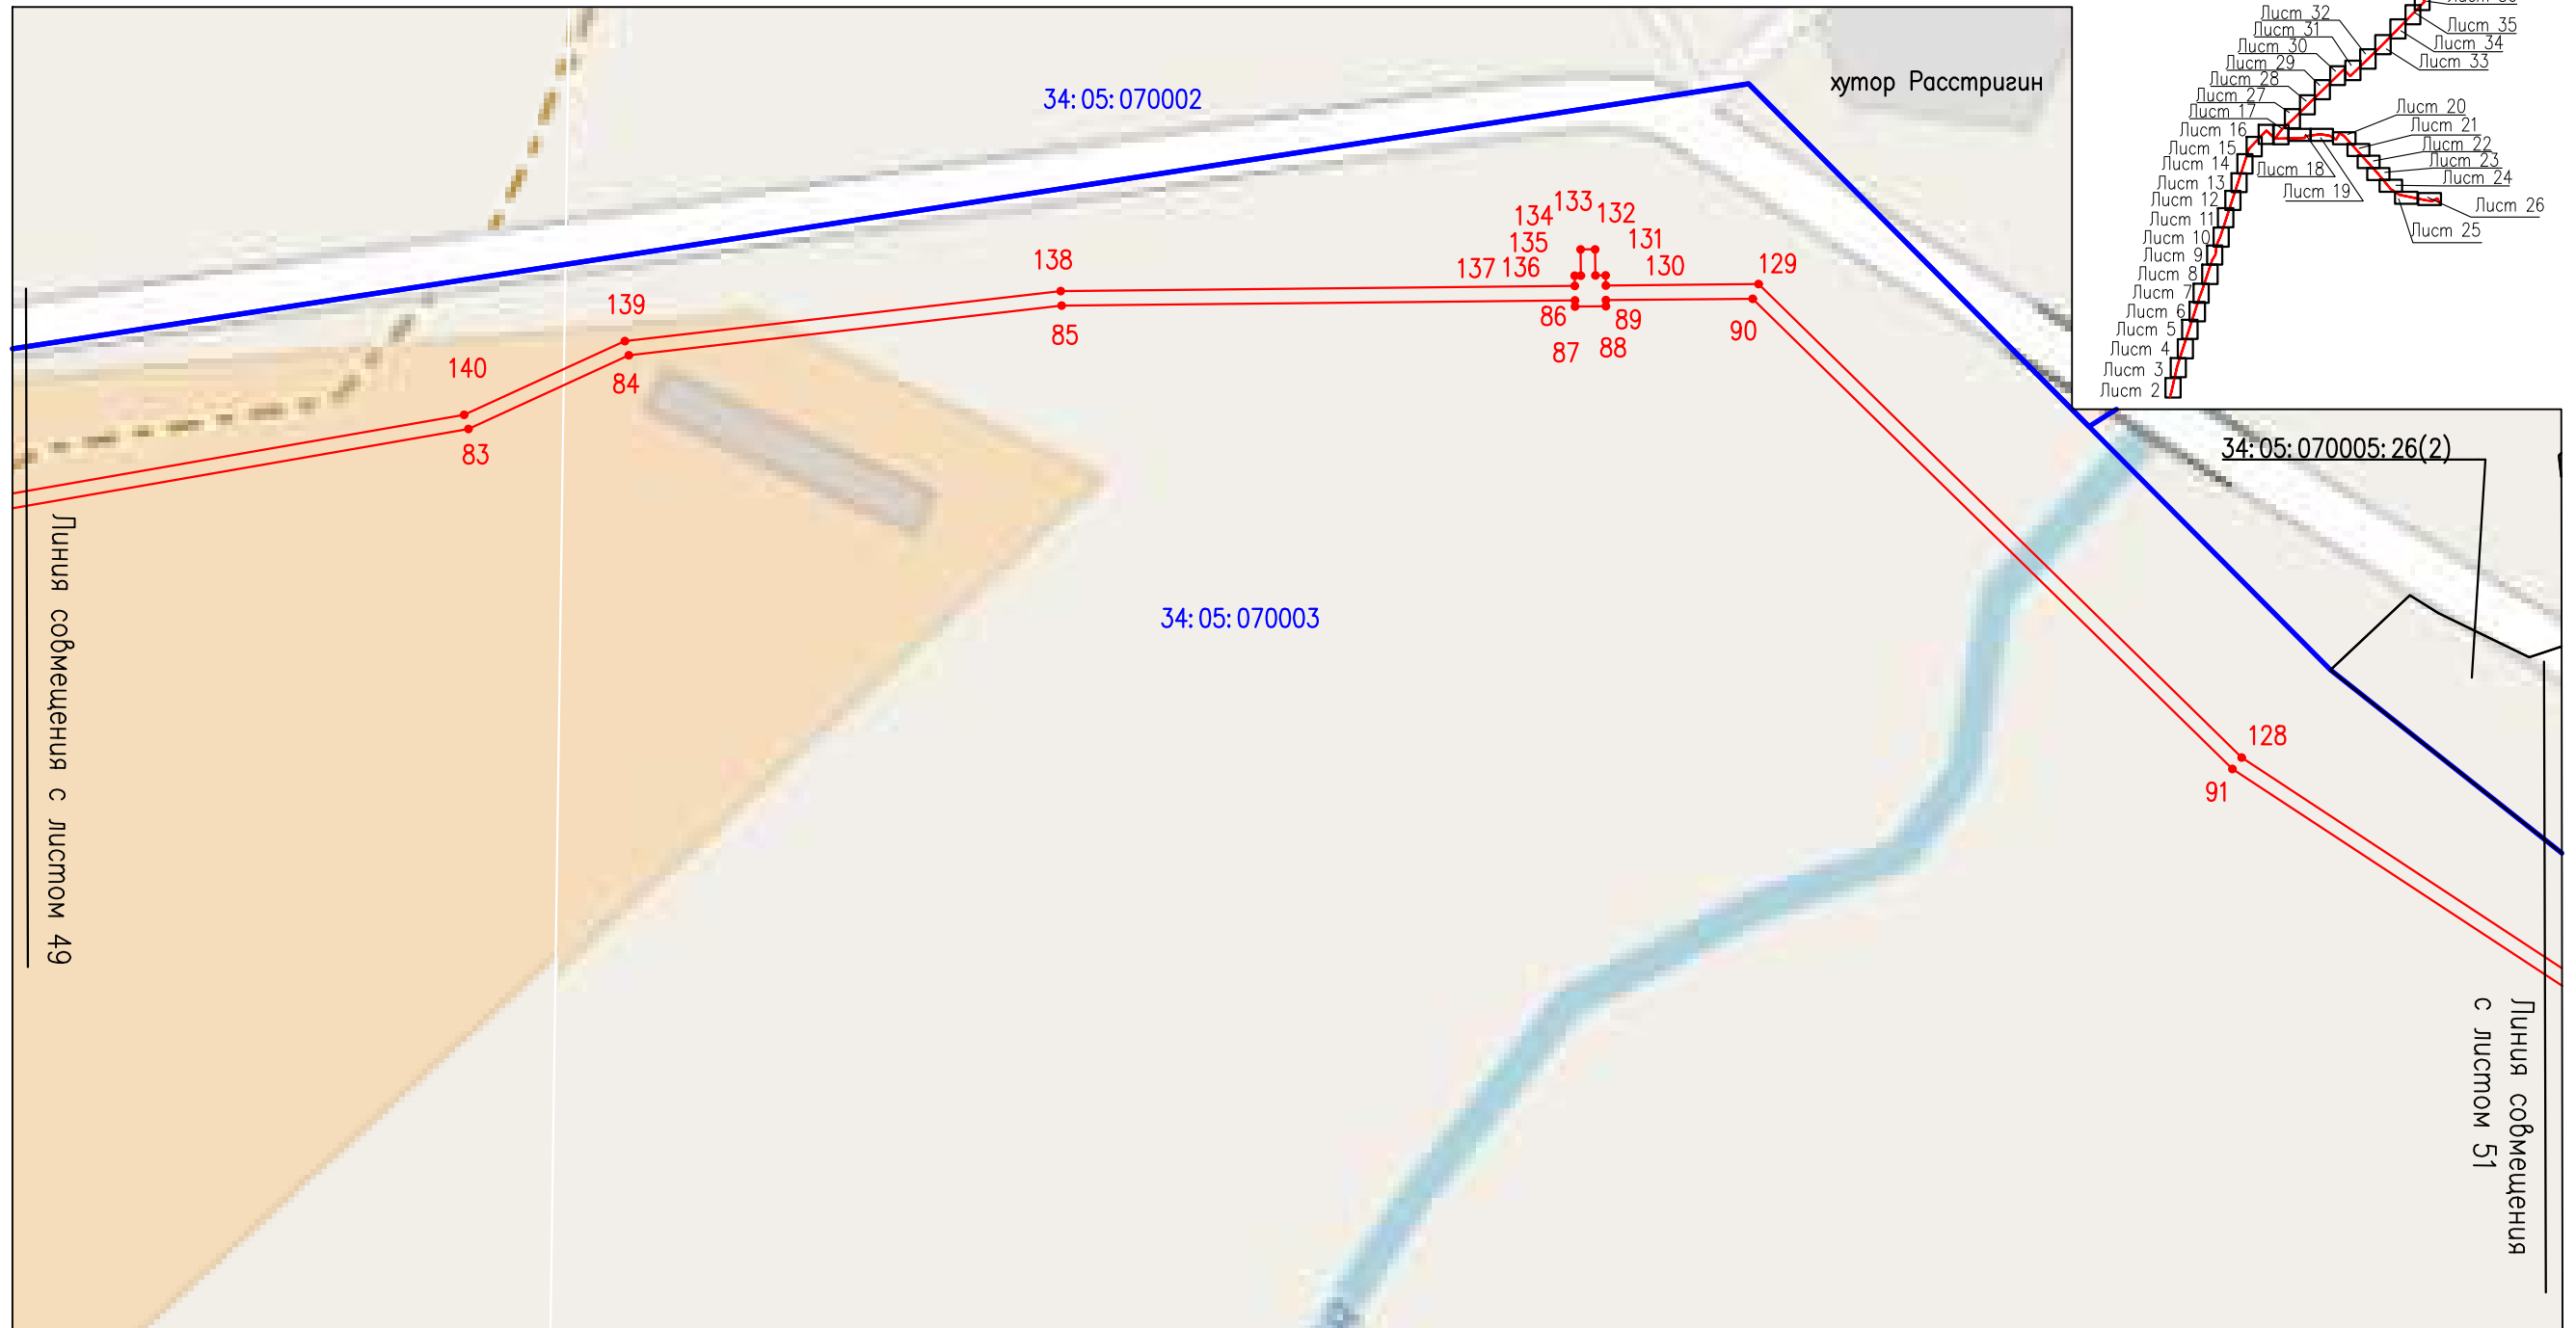 34:05:070002
хутор Расстригин
133
134
132
135
131
138
137
136
130
129
139
86
89
90
85
87
88
140
84
83
34:05:070005:26(2)
34:05:070003
128
91
Линия совмещения с листом 49
Линия совмещения
с листом 51
Лист 32
Лист 31
Лист 30
Лист 29
Лист 28
Лист 27
Лист 17
Лист 16
Лист 15
Лист 14
Лист 13
Лист 12
Лист 11
Лист 10
Лист 9
Лист 8
Лист 7
Лист 6
Лист 5
Лист 4
Лист 3
Лист 2
Лист 35
Лист 34
Лист 33
Лист 20
Лист 21
Лист 22
Лист 23
Лист 24
Лист 18
Лист 19
Лист 26
Лист 25